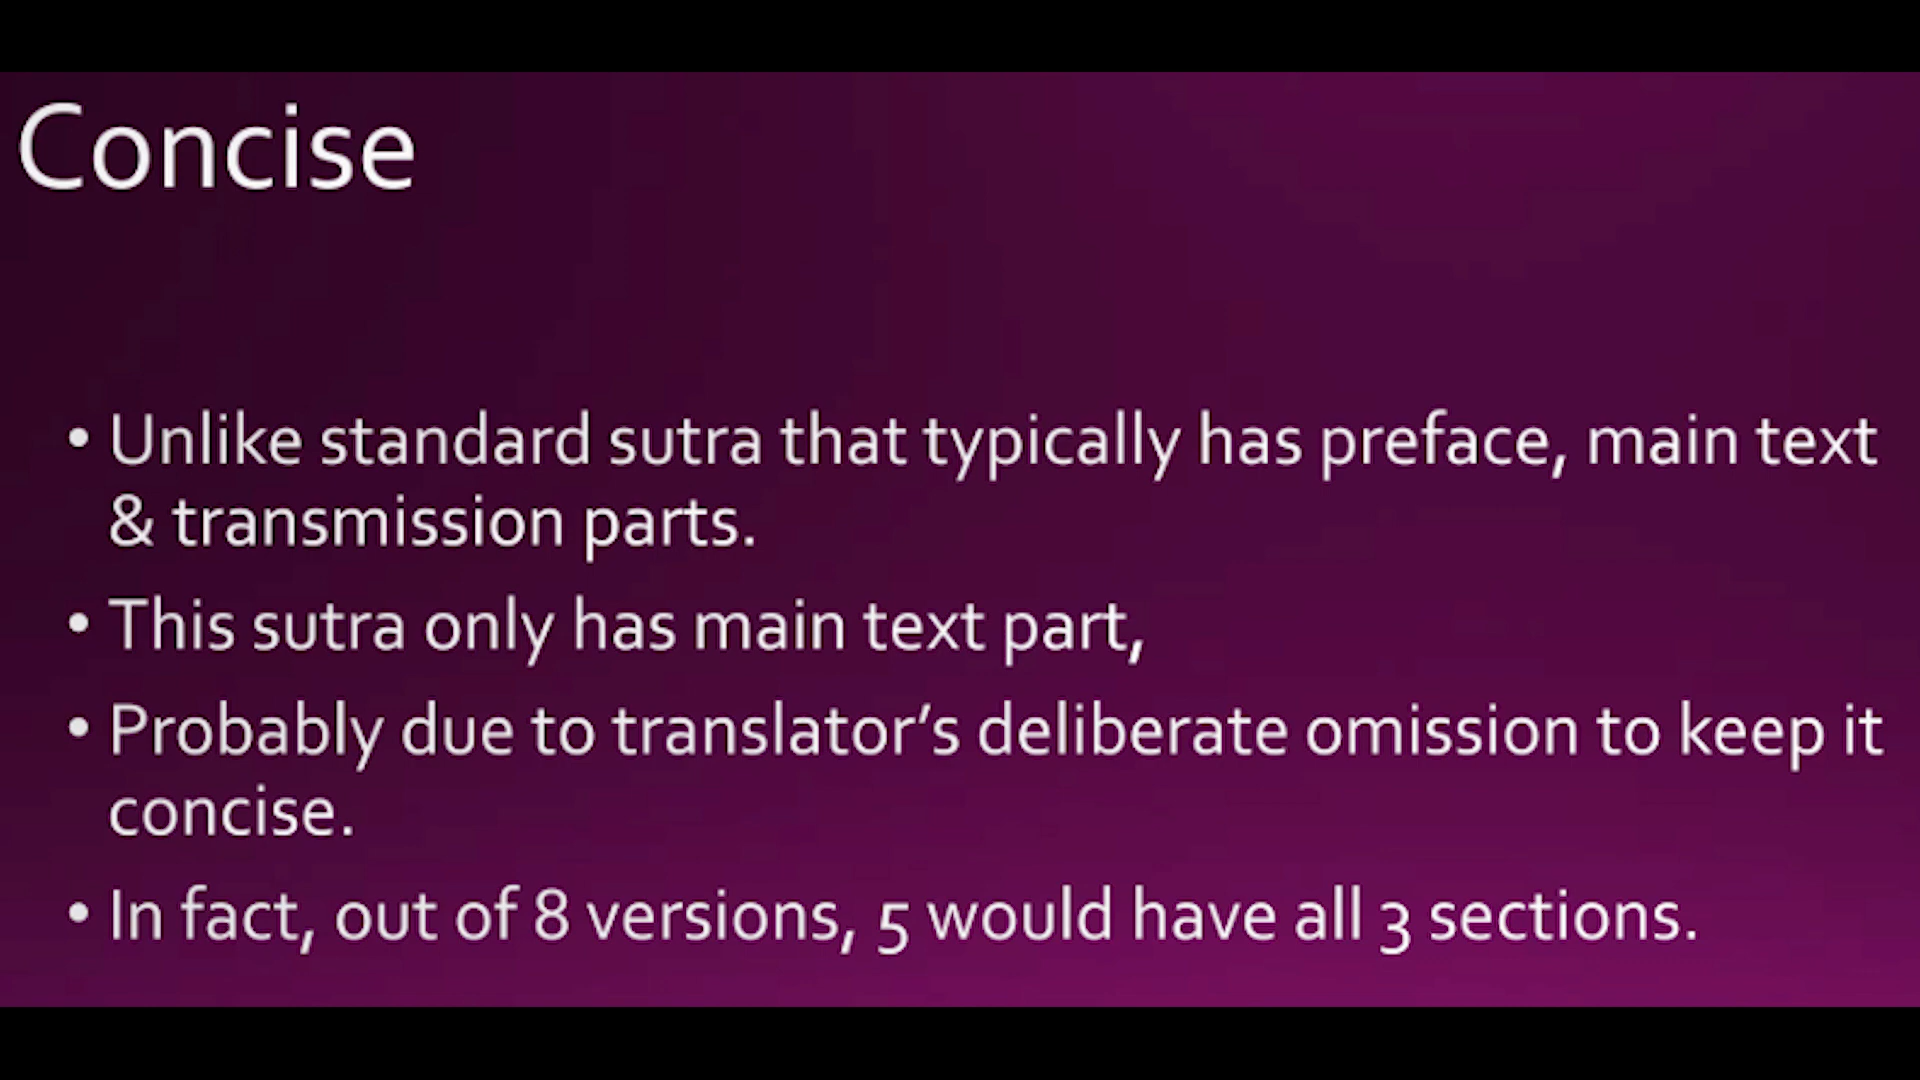 Concise
• Unlike standard sutra that typically has preface, main text
& transmission parts.
• This sutra only has main text part,
• Probably due to translator’s deliberate omission to keep it
concise.
• In fact, out of 8 versions, 5 would have all 3 sections.